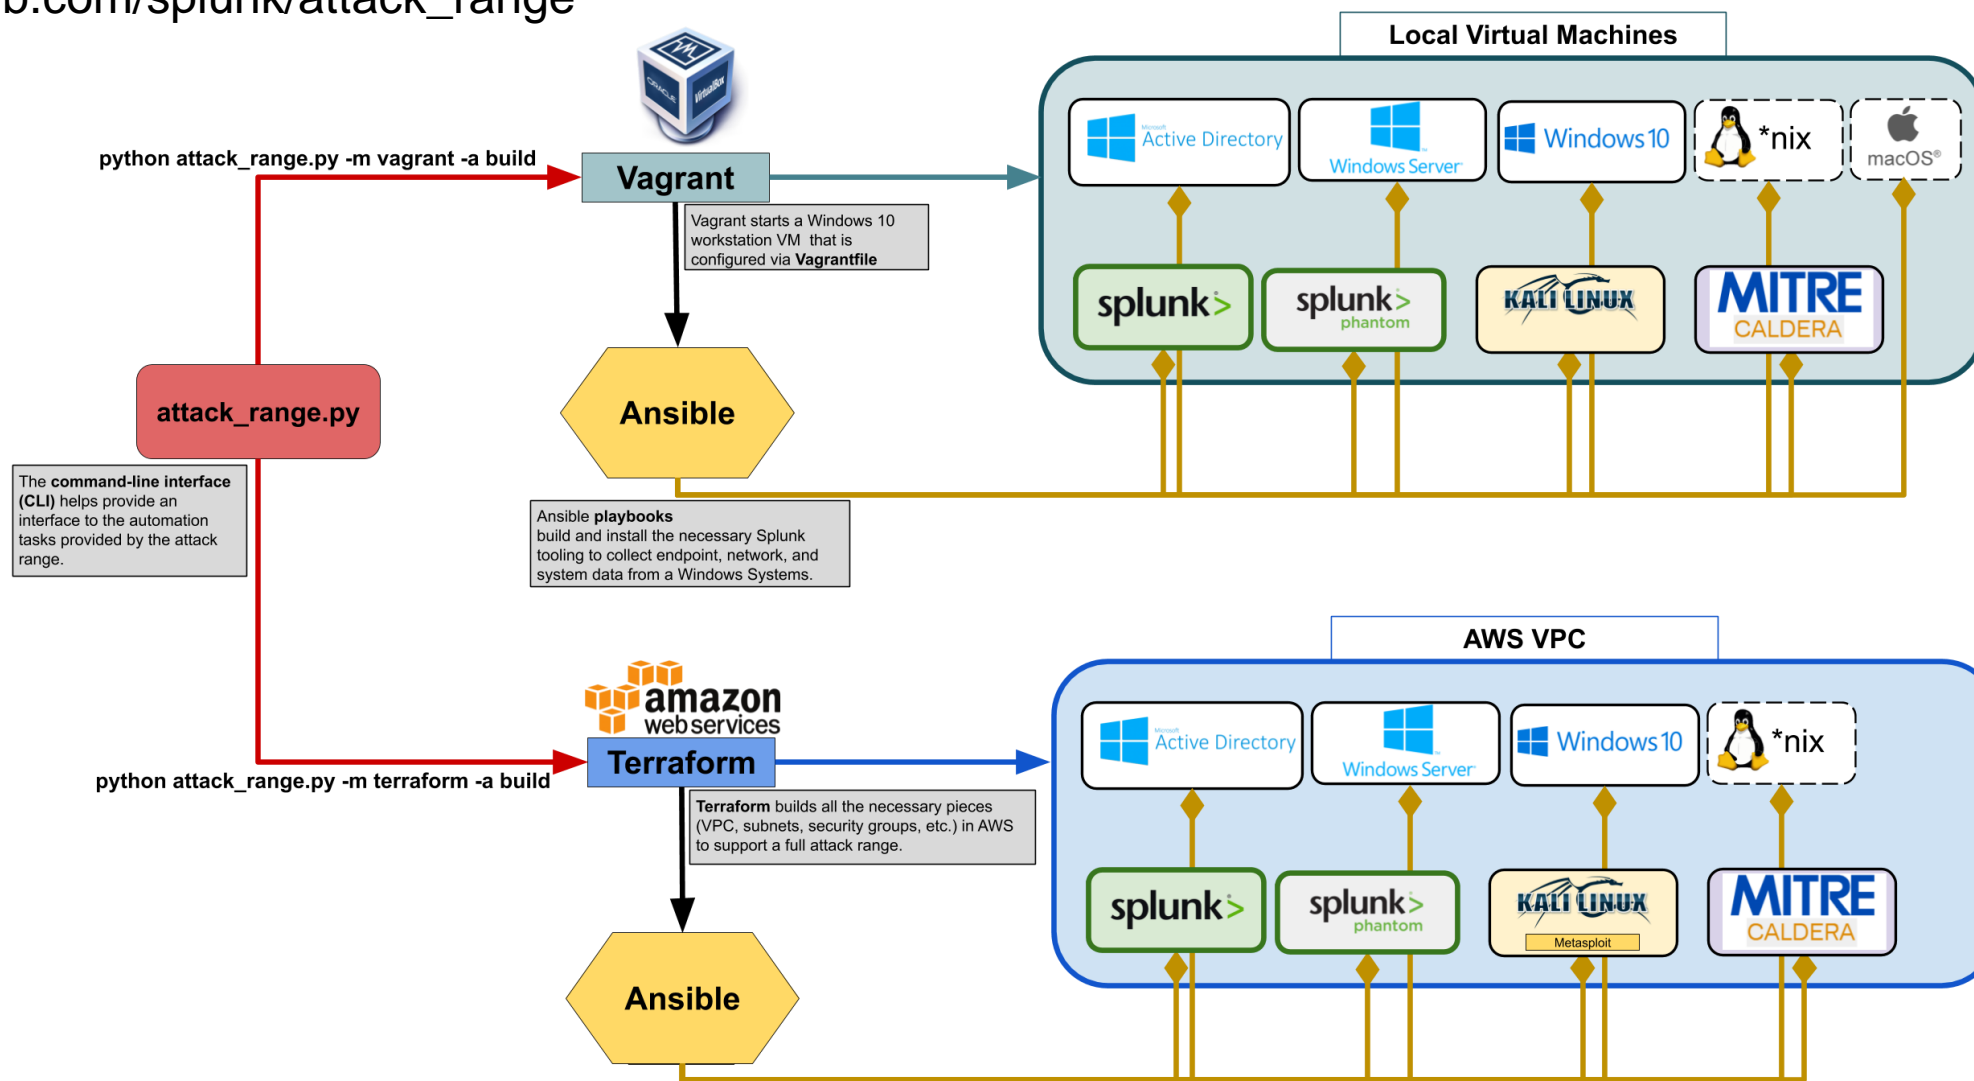 b.com/splunk/attack_range
Local Virtual Machines
VM
ORACLE
VirtualBox
Microsoft
Active Directory
Windows Server
Windows 10
*nix
macOS®
python attack_range.py -m vagrant -a build
Vagrant
Vagrant starts a Windows 10
workstation VM that is
configured via Vagrantfile
splunk>
splunk>
phantom
KALI LINUX
MITRE
CALDERA
attack_range.py
Ansible
The command-line interface
(CLI) helps provide an
interface to the automation
tasks provided by the attack
range.
Ansible playbooks
build and install the necessary Splunk
tooling to collect endpoint, network, and
system data from a Windows Systems.
AWS VPC
amazon
webservices
Microsoft
Active Directory
Windows Server
Windows 10
*nix
Terraform
python attack_range.py -m terraform -a build
Terraform builds all the necessary pieces
(VPC, subnets, security groups, etc.) in AWS
to support a full attack range.
splunk>
splunk>
phantom
KALI LINUX
Metasploit
MITRE
CALDERA
Ansible